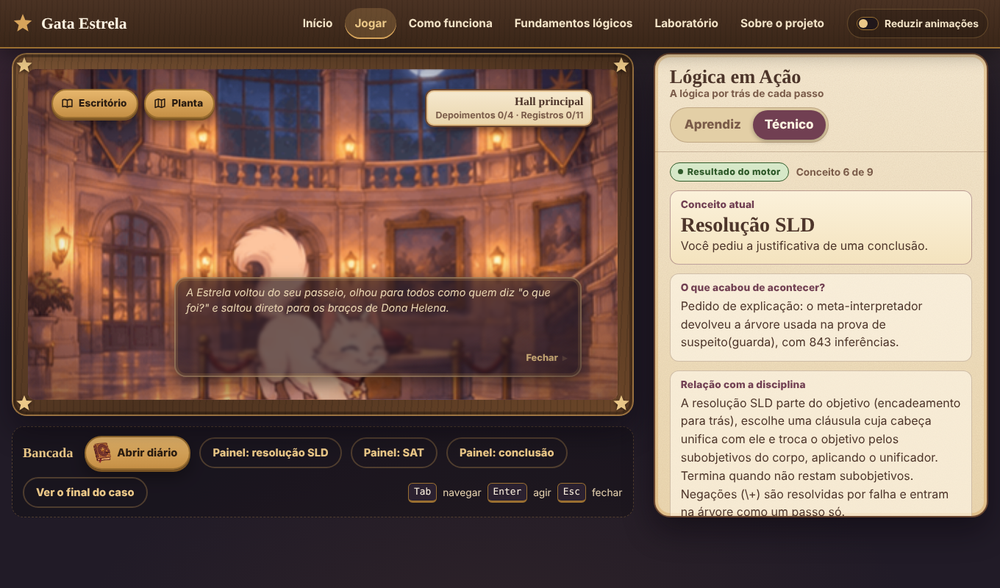 Gata Estrela
Início
Jogar
Como funciona
Fundamentos lógicos
Laboratório
Sobre o projeto
Reduzir animações
Escritório
Planta
Hall principal
Depoimentos 0/4 · Registros 0/11
A Estrela voltou do seu passeio, olhou para todos como quem diz "o que
foi?" e saltou direto para os braços de Dona Helena.
Fechar
Bancada
Abrir diário
Painel: resolução SLD
Painel: SAT
Painel: conclusão
Ver o final do caso
Tab navegar Enter agir Esc fechar
Lógica em Ação
A lógica por trás de cada passo
Aprendiz
Técnico
Resultado do motor
Conceito 6 de 9
Conceito atual
Resolução SLD
Você pediu a justificativa de uma conclusão.
O que acabou de acontecer?
Pedido de explicação: o meta-interpretador
devolveu a árvore usada na prova de
suspeito(guarda), com 843 inferências.
Relação com a disciplina
A resolução SLD parte do objetivo (encadeamento
para trás), escolhe uma cláusula cuja cabeça
unifica com ele e troca o objetivo pelos
subobjetivos do corpo, aplicando o unificador.
Termina quando não restam subobjetivos.
Negações (\+) são resolvidas por falha e entram
na árvore como um passo só.